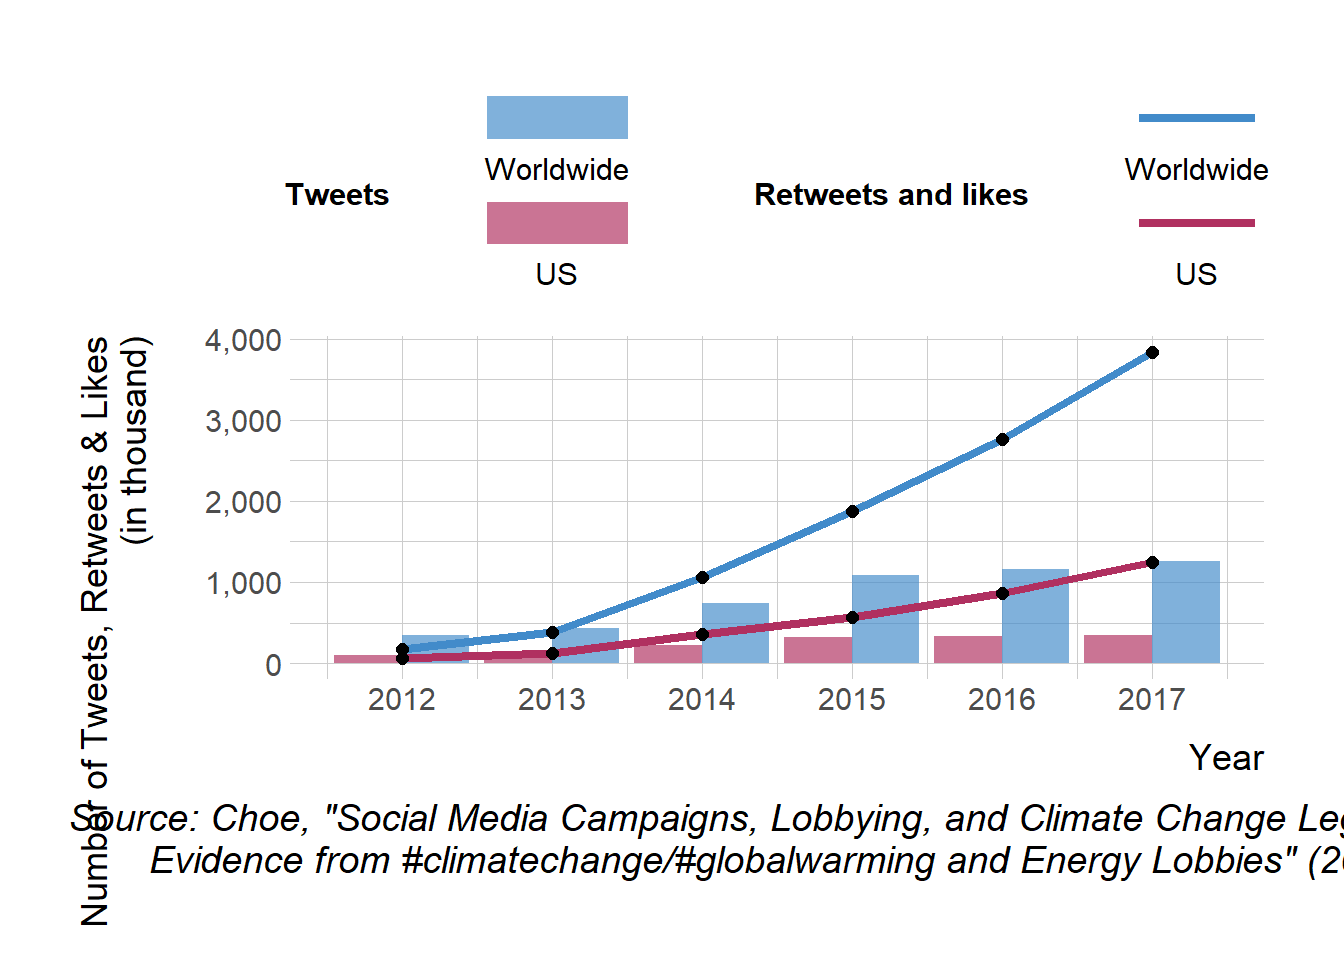 Worldwide
Worldwide
Tweets
Retweets and likes
US
US
Number of Tweets, Retweets & Likes
(in thousand)
4,000
3,000
2,000
1,000
0
2012 2013 2014 2015 2016 2017
Year
Source: Choe, "Social Media Campaigns, Lobbying, and Climate Change
Evidence from #climatechange/#globalwarming and Energy Lobbies"